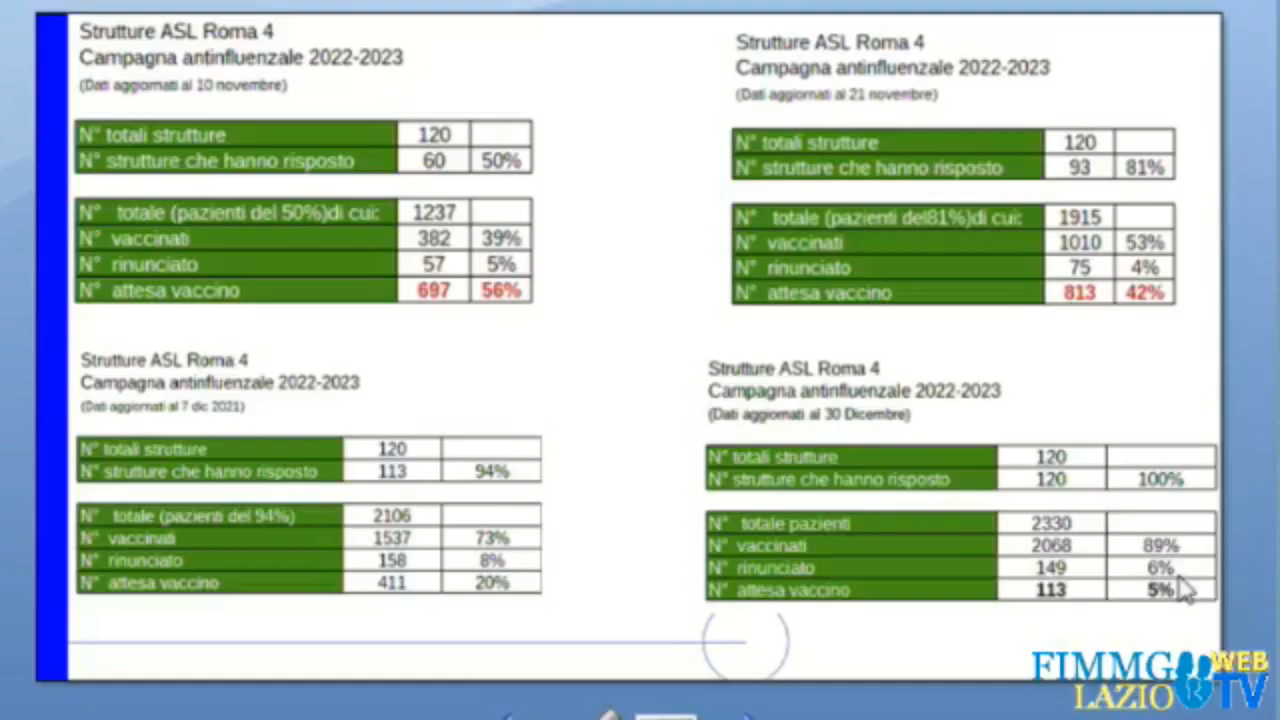 Strutture ASL Roma 4
Campagna antinfluenzale 2022-2023
(Dati aggiornati al 10 novembre)
N° totali strutture 120
N° strutture che hanno risposto 60 50%
N° totale (pazienti del 50%)di cui: 1237
N° vaccinati 382 39%
N° rinunciato 57 5%
N° attesa vaccino 697 56%
Strutture ASL Roma 4
Campagna antinfluenzale 2022-2023
(Dati aggiornati al 21 novembre)
N° totali strutture 120
N° strutture che hanno risposto 93 81%
N° totale (pazienti del81%)di cui: 1915
N° vaccinati 1010 53%
N° rinunciato 75 4%
N° attesa vaccino 813 42%
Strutture ASL Roma 4
Campagna antinfluenzale 2022-2023
(Dati aggiornati al 7 dic 2021)
N° totali strutture 120
N° strutture che hanno risposto 113 94%
N° totale (pazienti del 94%) 2106
N° vaccinati 1537 73%
N° rinunciato 158 8%
N° attesa vaccino 411 20%
Strutture ASL Roma 4
Campagna antinfluenzale 2022-2023
(Dati aggiornati al 30 Dicembre)
N° totali strutture 120
N° strutture che hanno risposto 120 100%
N° totale pazienti 2330
N° vaccinati 2068 89%
N° rinunciato 149 6%
N° attesa vaccino 113 5%
FIMMG WEB
LAZIO TV